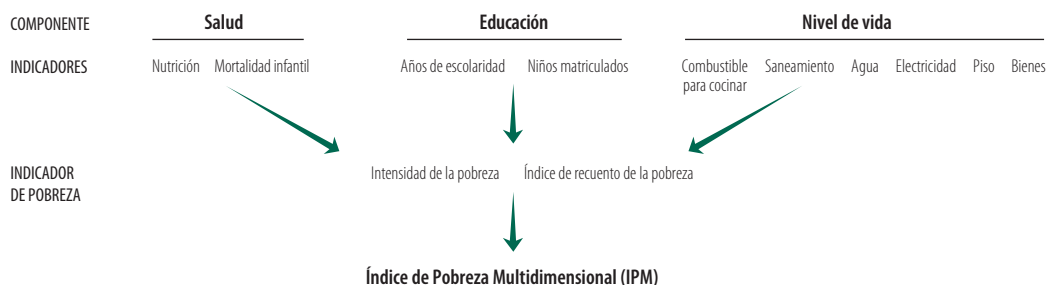 COMPONENTE Salud Educación Nivel de vida
INDICADORES Nutrición Mortalidad infantil Años de escolaridad Niños matriculados Combustible para cocinar Saneamiento Agua Electricidad Piso Bienes
INDICADOR DE POBREZA Intensidad de la pobreza Índice de recuento de la pobreza
Índice de Pobreza Multidimensional (IPM)